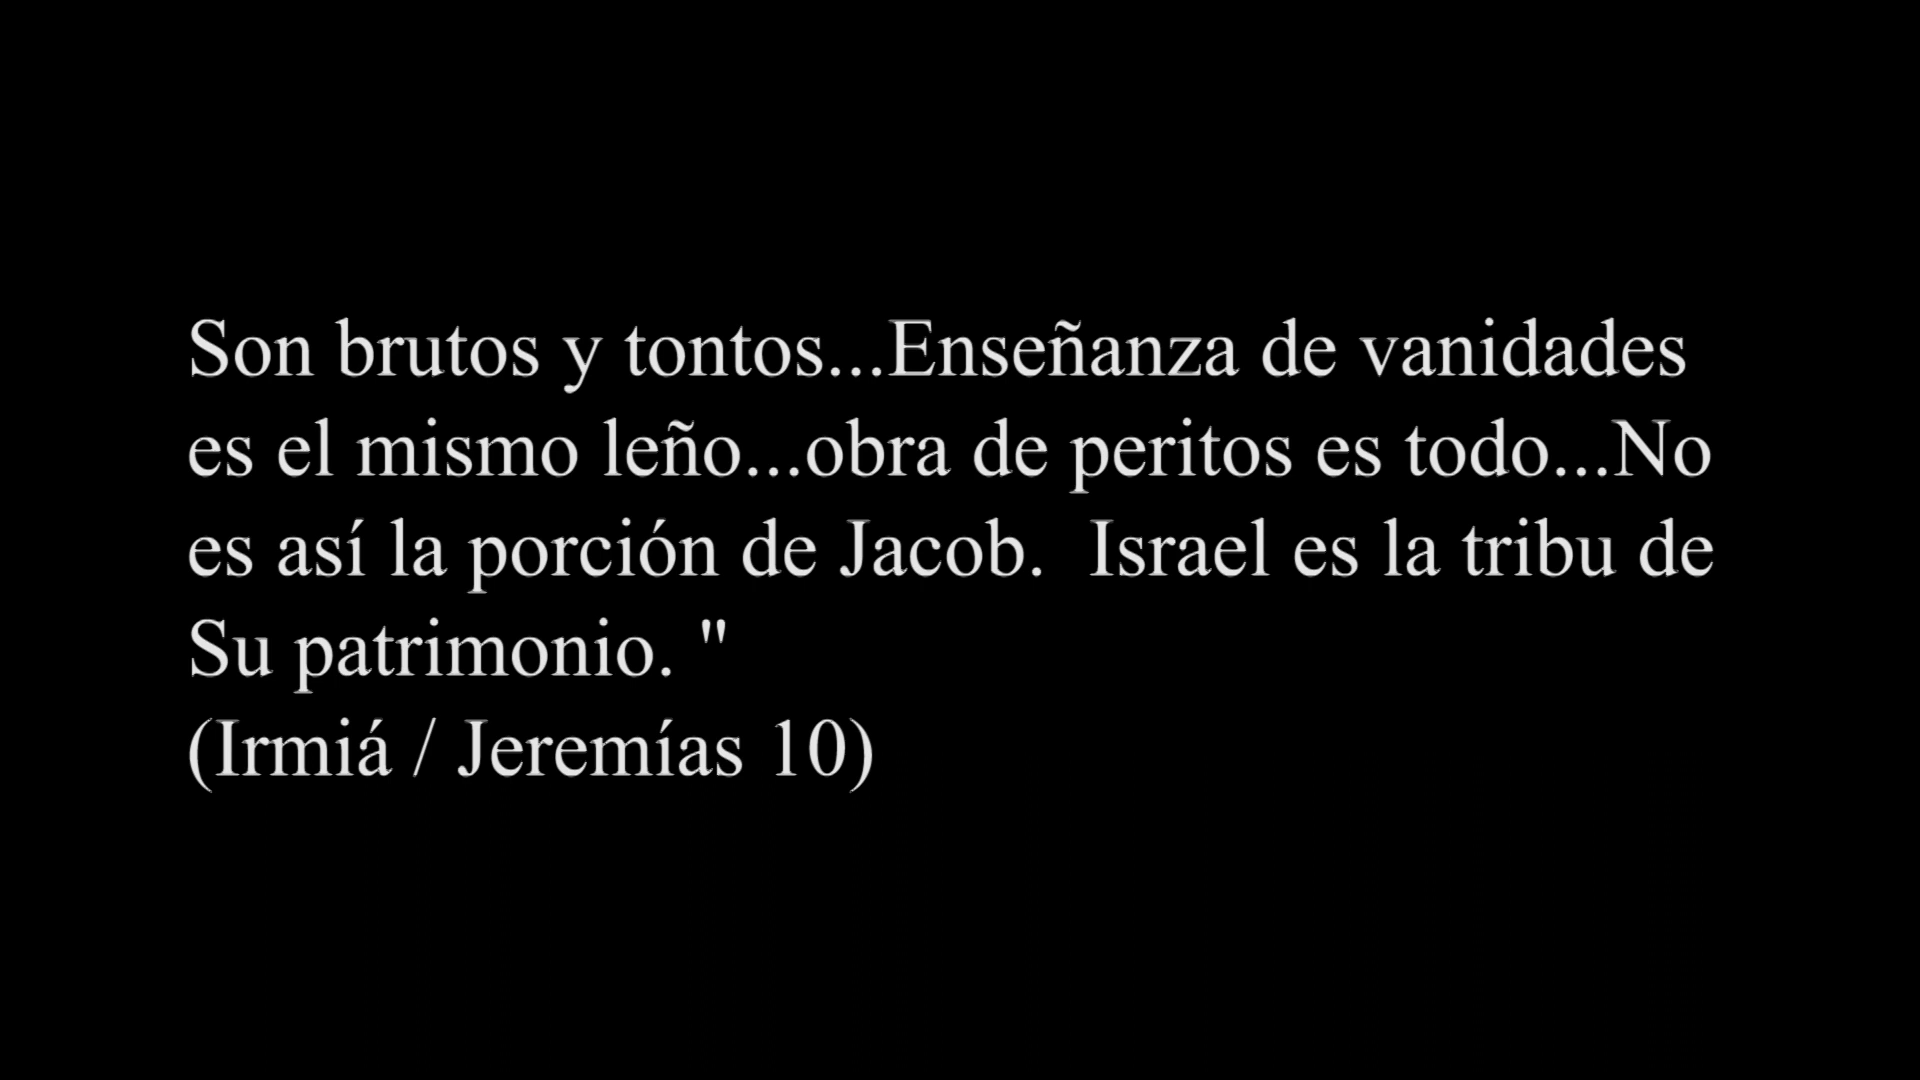 Son brutos y tontos...Enseñanza de vanidades
es el mismo leño...obra de peritos es todo...No
es así la porción de Jacob.  Israel es la tribu de
Su patrimonio. "
(Irmiá / Jeremías 10)